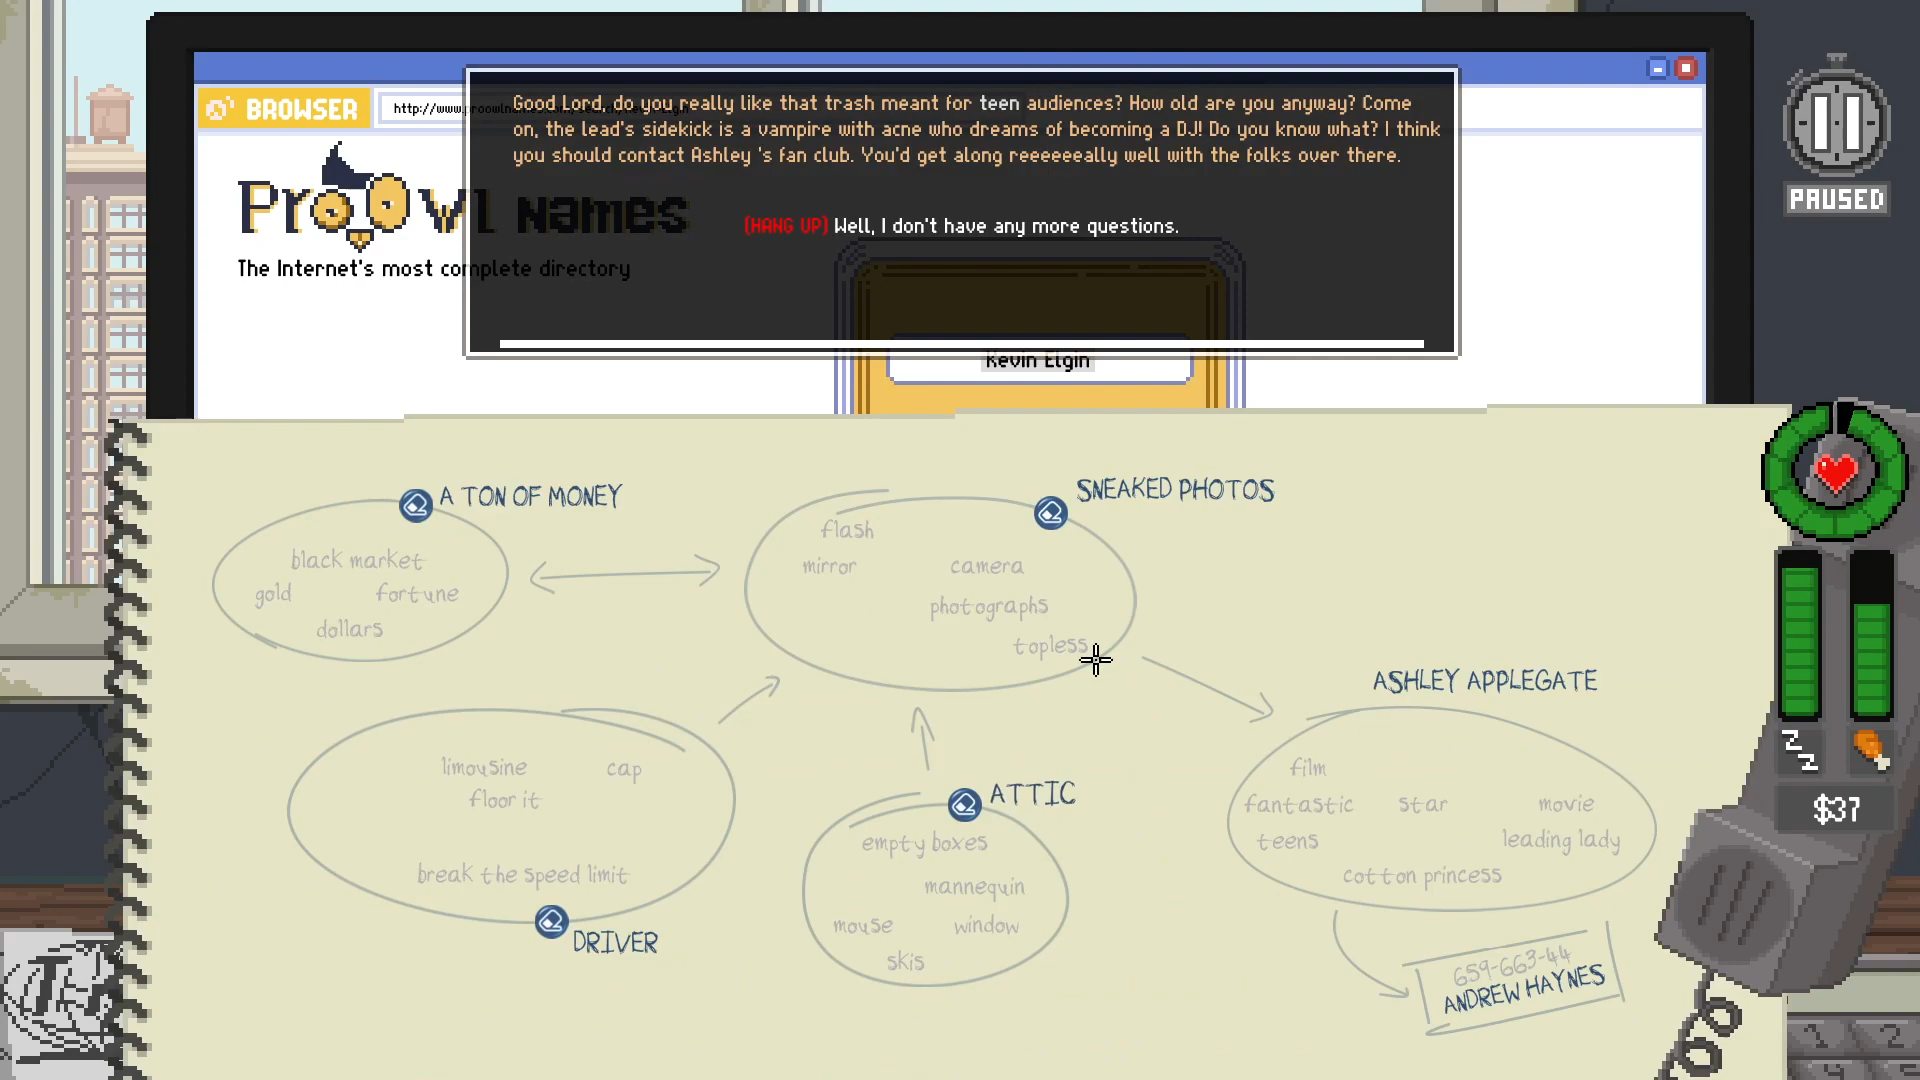 BROWSER
http://www.
Good Lord, do you really like that trash meant for teen audiences? How old are you anyway? Come
on, the lead's sidekick is a vampire with acne who dreams of becoming a DJ! Do you know what? I think
you should contact Ashley 's fan club. You'd get along reeeeeeally well with the folks over there.
(HANG UP) Well, I don't have any more questions.
PrOOwl Names
The Internet's most complete directory
Kevin Elgin
PAUSED
A TON OF MONEY
black market
gold fortune
dollars
SNEAKED PHOTOS
flash
mirror camera
photographs
topless
ASHLEY APPLEGATE
film
fantastic star movie
teens leading lady
cotton princess
limousine cap
floor it
break the speed limit
DRIVER
ATTIC
empty boxes
mannequin
mouse window
skis
659-663-44
ANDREW HAYNES
$37
1 2